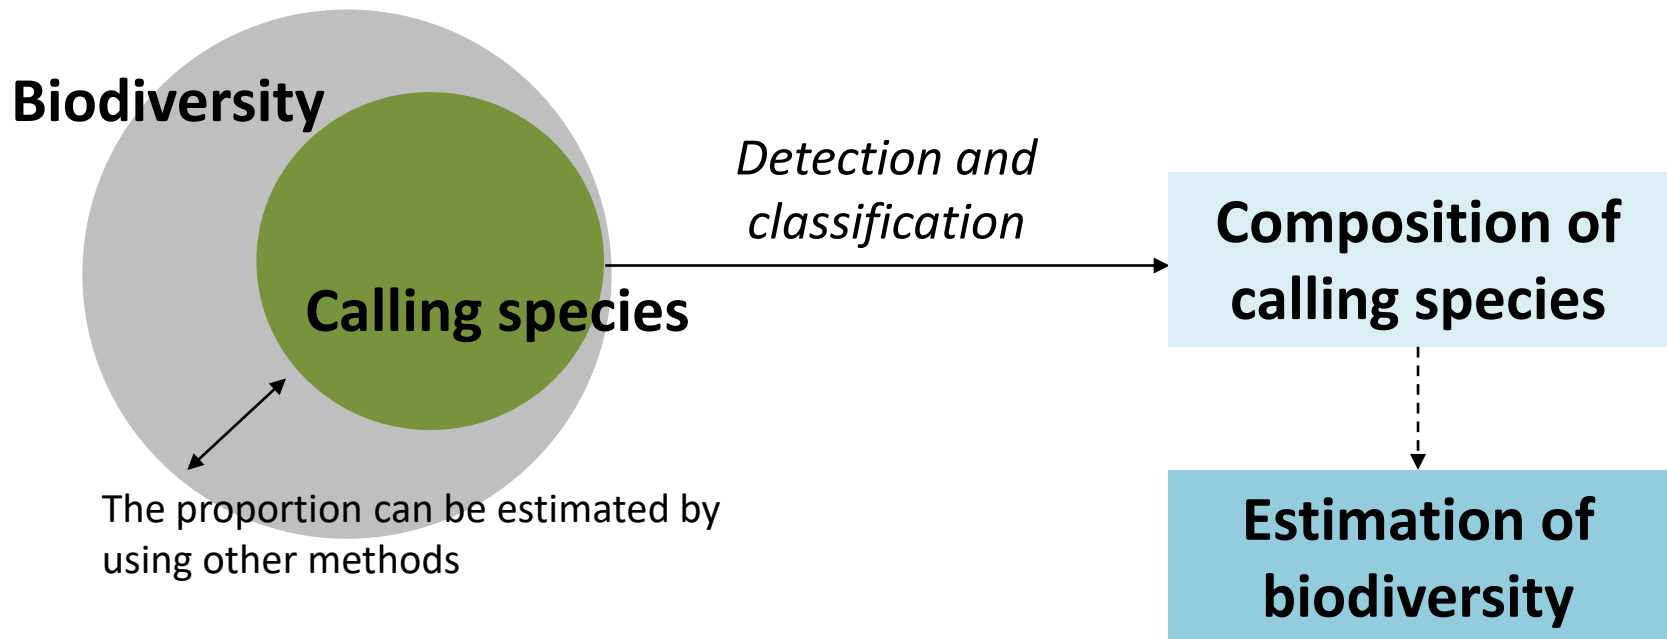 Biodiversity
Calling species
The proportion can be estimated by
using other methods
Detection and
classification
Composition of
calling species
Estimation of
biodiversity